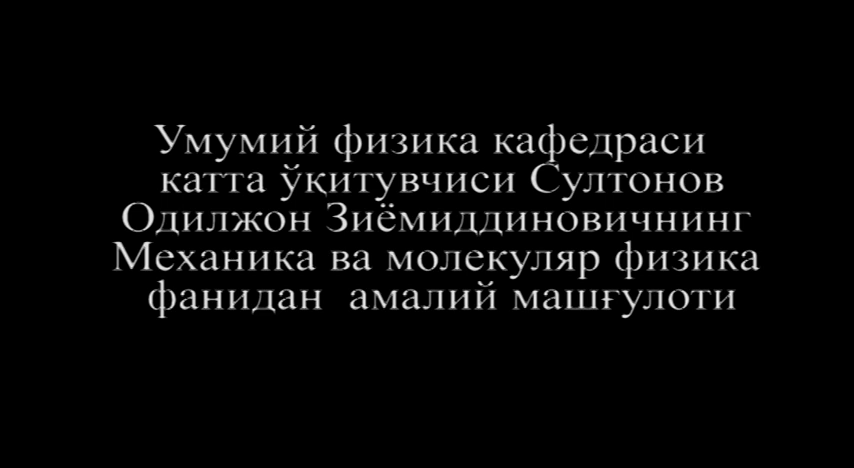 Умумий физика кафедраси
катта ўқитувчиси Султонов
Одилжон Зиёмиддиновичнинг
Механика ва молекуляр физика
фанидан амалий машғулоти